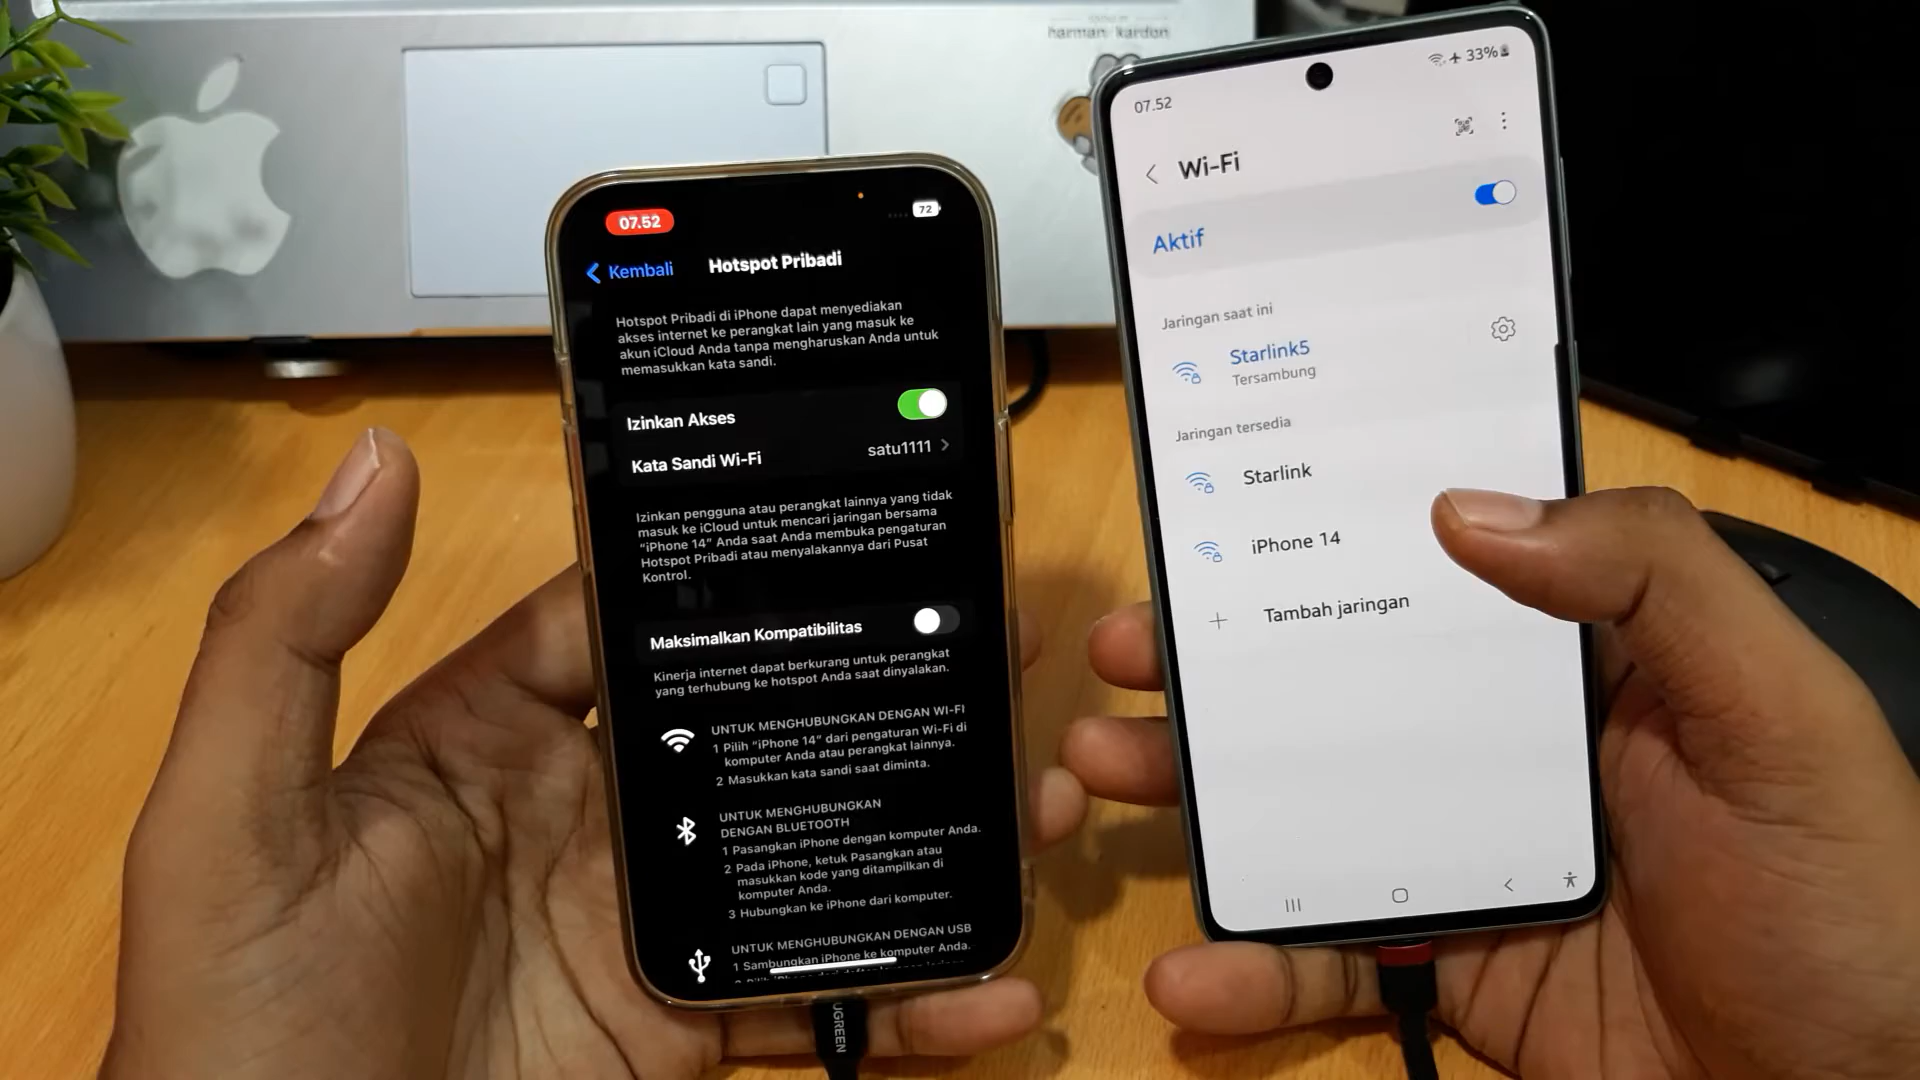 harman/kardon
07.52
72
Kembali
Hotspot Pribadi
Hotspot Pribadi di iPhone dapat menyediakan
akses internet ke perangkat lain yang masuk ke
akun iCloud Anda tanpa mengharuskan Anda untuk
memasukkan kata sandi.
Izinkan Akses
Kata Sandi Wi-Fi satu1111
Izinkan pengguna atau perangkat lainnya yang tidak
masuk ke iCloud untuk mencari jaringan bersama
“iPhone 14” Anda saat Anda membuka pengaturan
Hotspot Pribadi atau menyalakannya dari Pusat
Kontrol.
Maksimalkan Kompatibilitas
Kinerja internet dapat berkurang untuk perangkat
yang terhubung ke hotspot Anda saat dinyalakan.
UNTUK MENGHUBUNGKAN DENGAN WI-FI
1 Pilih “iPhone 14” dari pengaturan Wi-Fi di
komputer Anda atau perangkat lainnya.
2 Masukkan kata sandi saat diminta.
UNTUK MENGHUBUNGKAN
DENGAN BLUETOOTH
1 Pasangkan iPhone dengan komputer Anda.
2 Pada iPhone, ketuk Pasangkan atau
masukkan kode yang ditampilkan di
komputer Anda.
3 Hubungkan ke iPhone dari komputer.
UNTUK MENGHUBUNGKAN DENGAN USB
1 Sambungkan iPhone ke komputer Anda.
UGREEN
07.52
33%
Wi-Fi
Aktif
Jaringan saat ini
Starlink5
Tersambung
Jaringan tersedia
Starlink
iPhone 14
Tambah jaringan